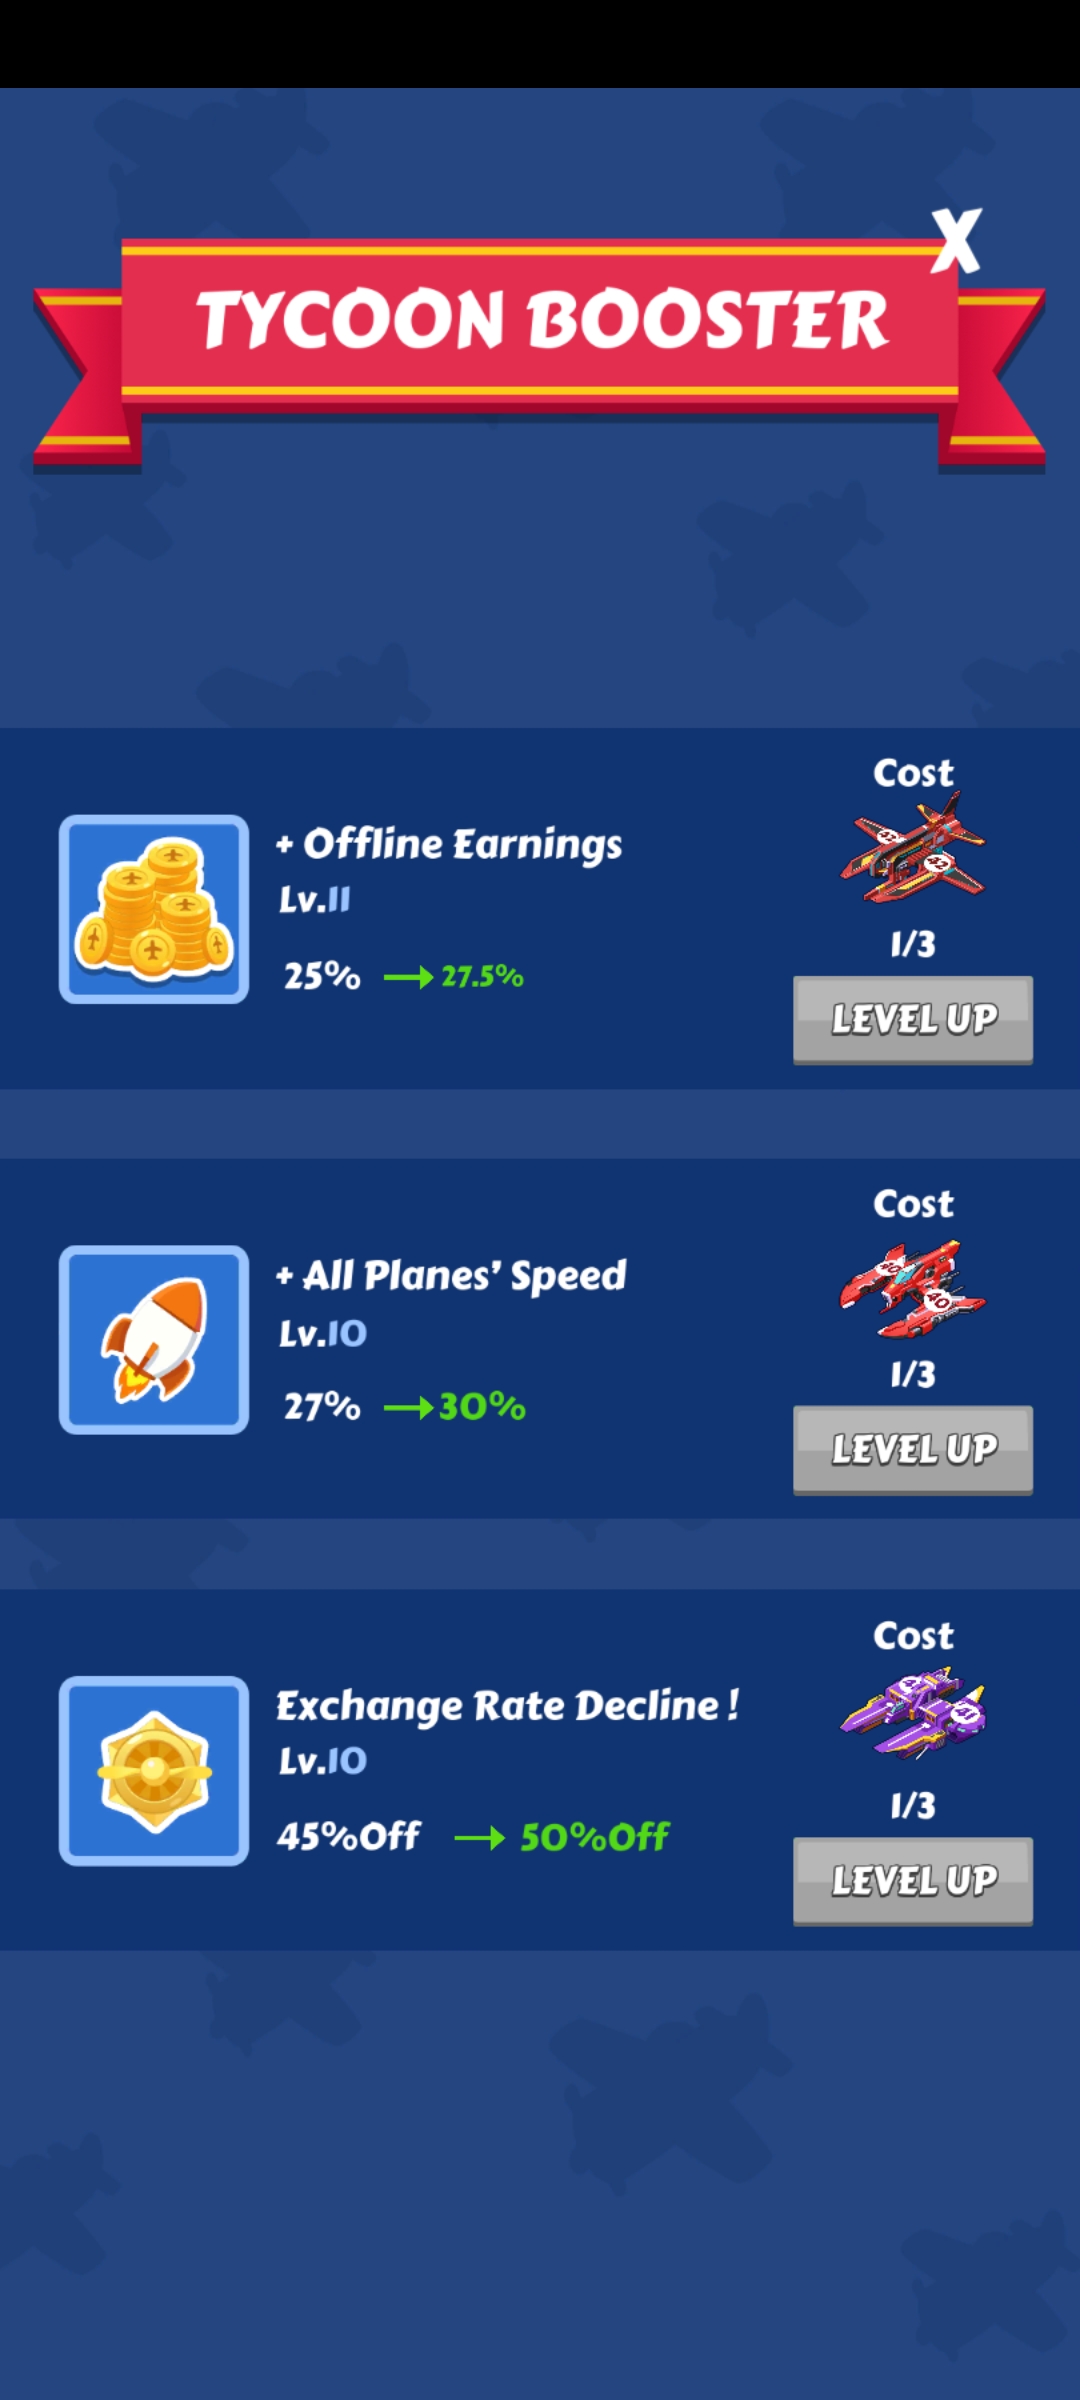 X
TYCOON BOOSTER
Cost
+ Offline Earnings
42
42
Lv.11
1/3
25% → 27.5%
LEVEL UP
Cost
+ All Planes' Speed
40
40
Lv.10
1/3
27% → 30%
LEVEL UP
Cost
Exchange Rate Decline !
41
Lv.10
1/3
45%Off → 50%Off
LEVEL UP